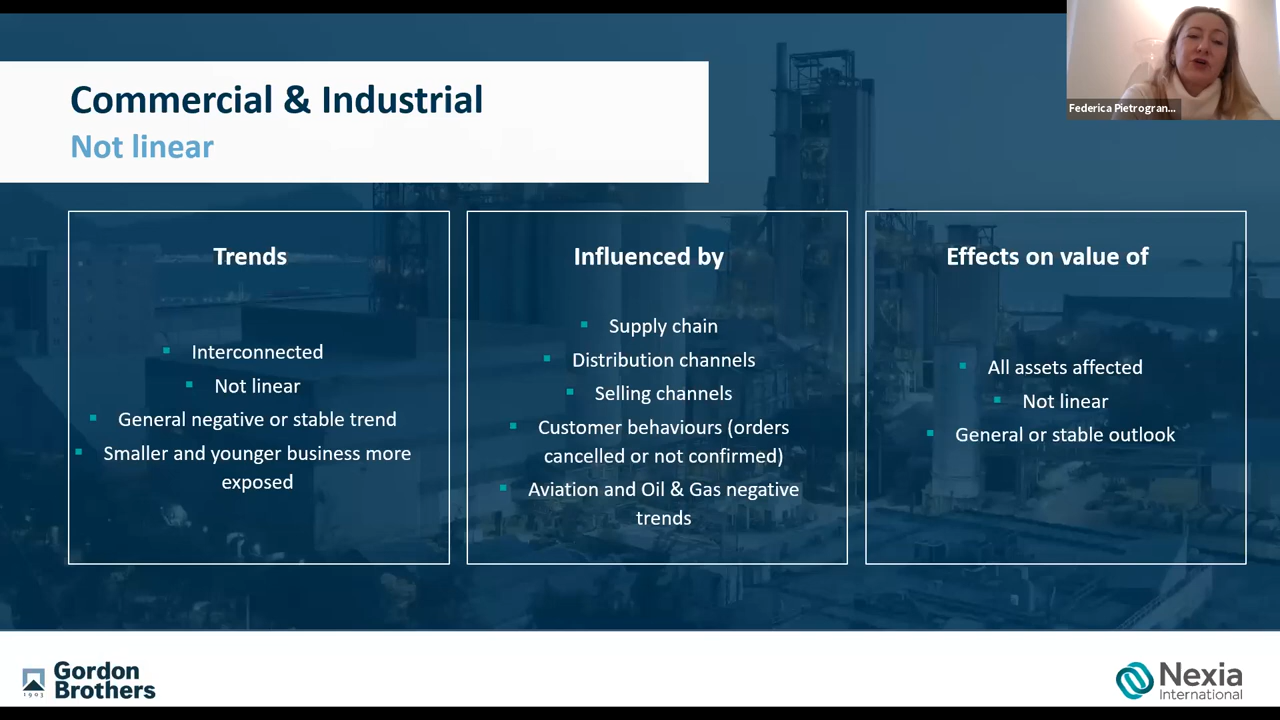 Commercial & Industrial
Not linear
Federica Pietrogran...
Trends
Interconnected
Not linear
General negative or stable trend
Smaller and younger business more
exposed
Influenced by
Supply chain
Distribution channels
Selling channels
Customer behaviours (orders
cancelled or not confirmed)
Aviation and Oil & Gas negative
trends
Effects on value of
All assets affected
Not linear
General or stable outlook
Gordon
Brothers
1903
Nexia
International